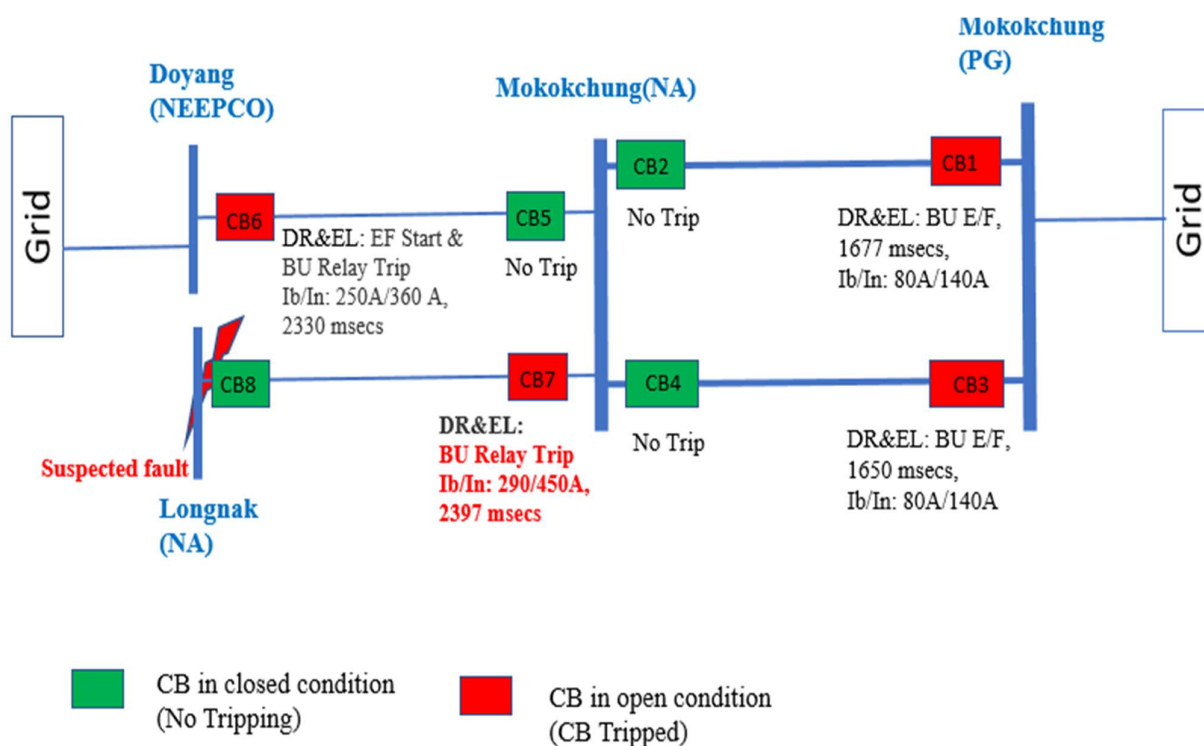 Mokokchung
(PG)
Doyang
(NEEPCO)
Mokokchung(NA)
Grid
Grid
CB6
CB5
CB2
CB1
No Trip
DR&EL: EF Start &
BU Relay Trip
Ib/In: 250A/360 A,
2330 msecs
No Trip
DR&EL: BU E/F,
1677 msecs,
Ib/In: 80A/140A
CB8
CB7
CB4
CB3
Suspected fault
Longnak
(NA)
DR&EL:
BU Relay Trip
Ib/In: 290/450A,
2397 msecs
No Trip
DR&EL: BU E/F,
1650 msecs,
Ib/In: 80A/140A
CB in closed condition
(No Tripping)
CB in open condition
(CB Tripped)